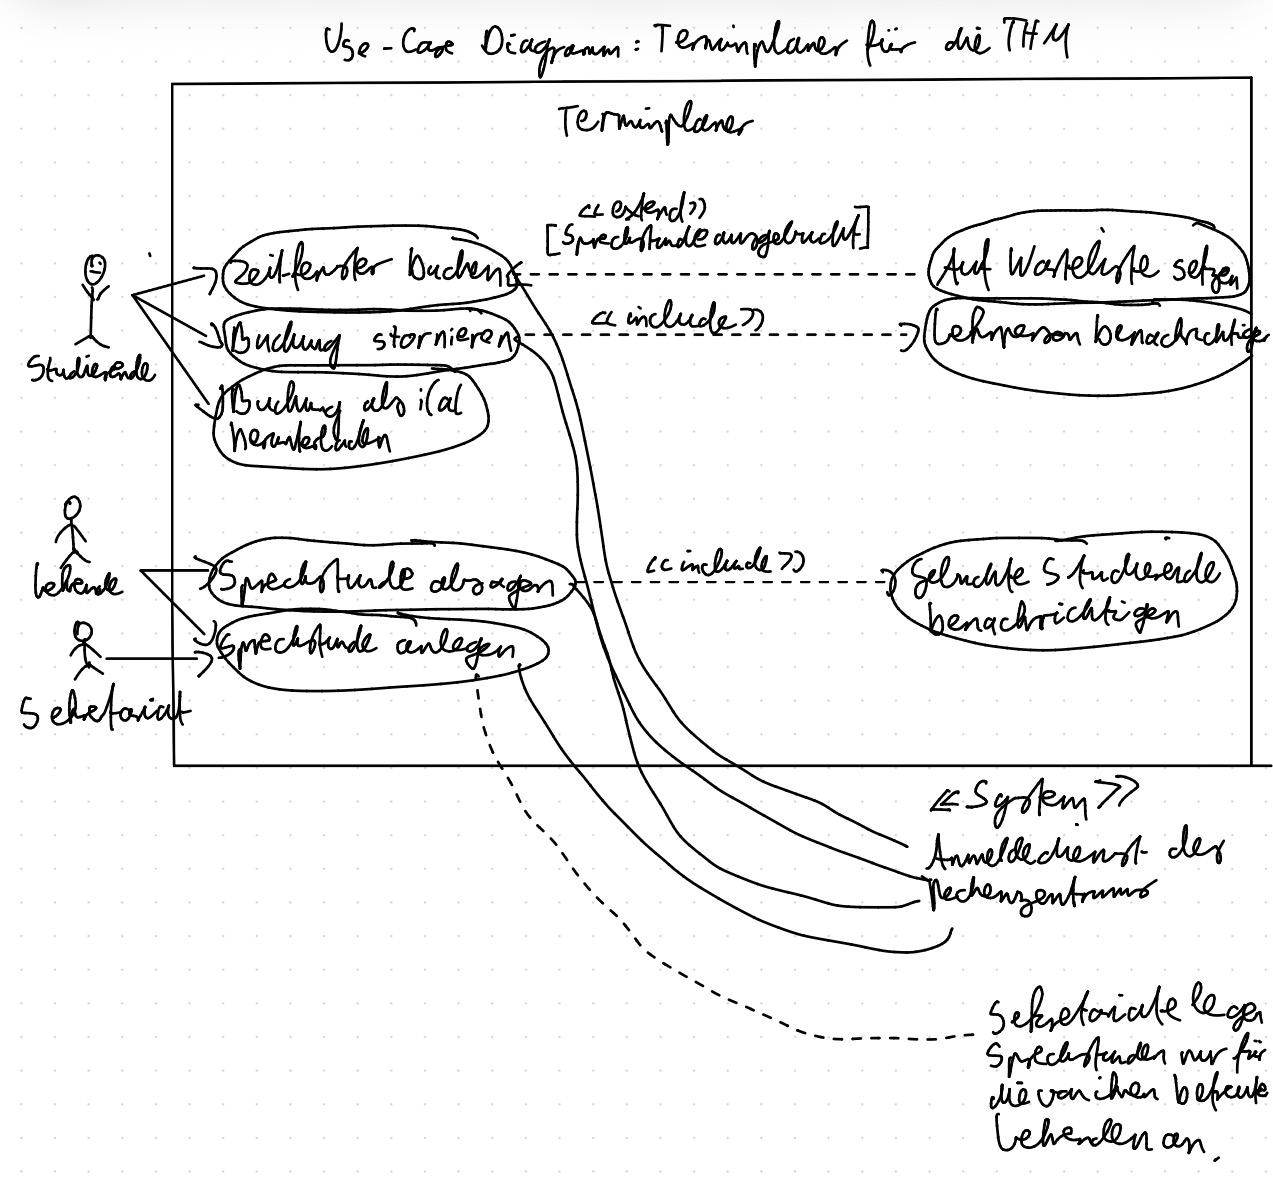 Use-Case Diagramm: Terminplaner für die THM
Terminplaner
<<extend>>
[Sprechstunde ausgebucht]
Zeitfenster buchen
Auf Warteliste setzen
<<include>>
Buchung stornieren
Lehrperson benachrichtigen
Studierende
Buchung als iCal
herunterladen
<<include>>
Lehrende
Sprechstunde absagen
Gebuchte Studierende
benachrichtigen
Sprechstunde anlegen
Sekretariat
<<System>>
Anmeldedienst des
Rechenzentrums
Sekretariate legen
Sprechstunden nur für
die von ihnen betreute
Lehrenden an.